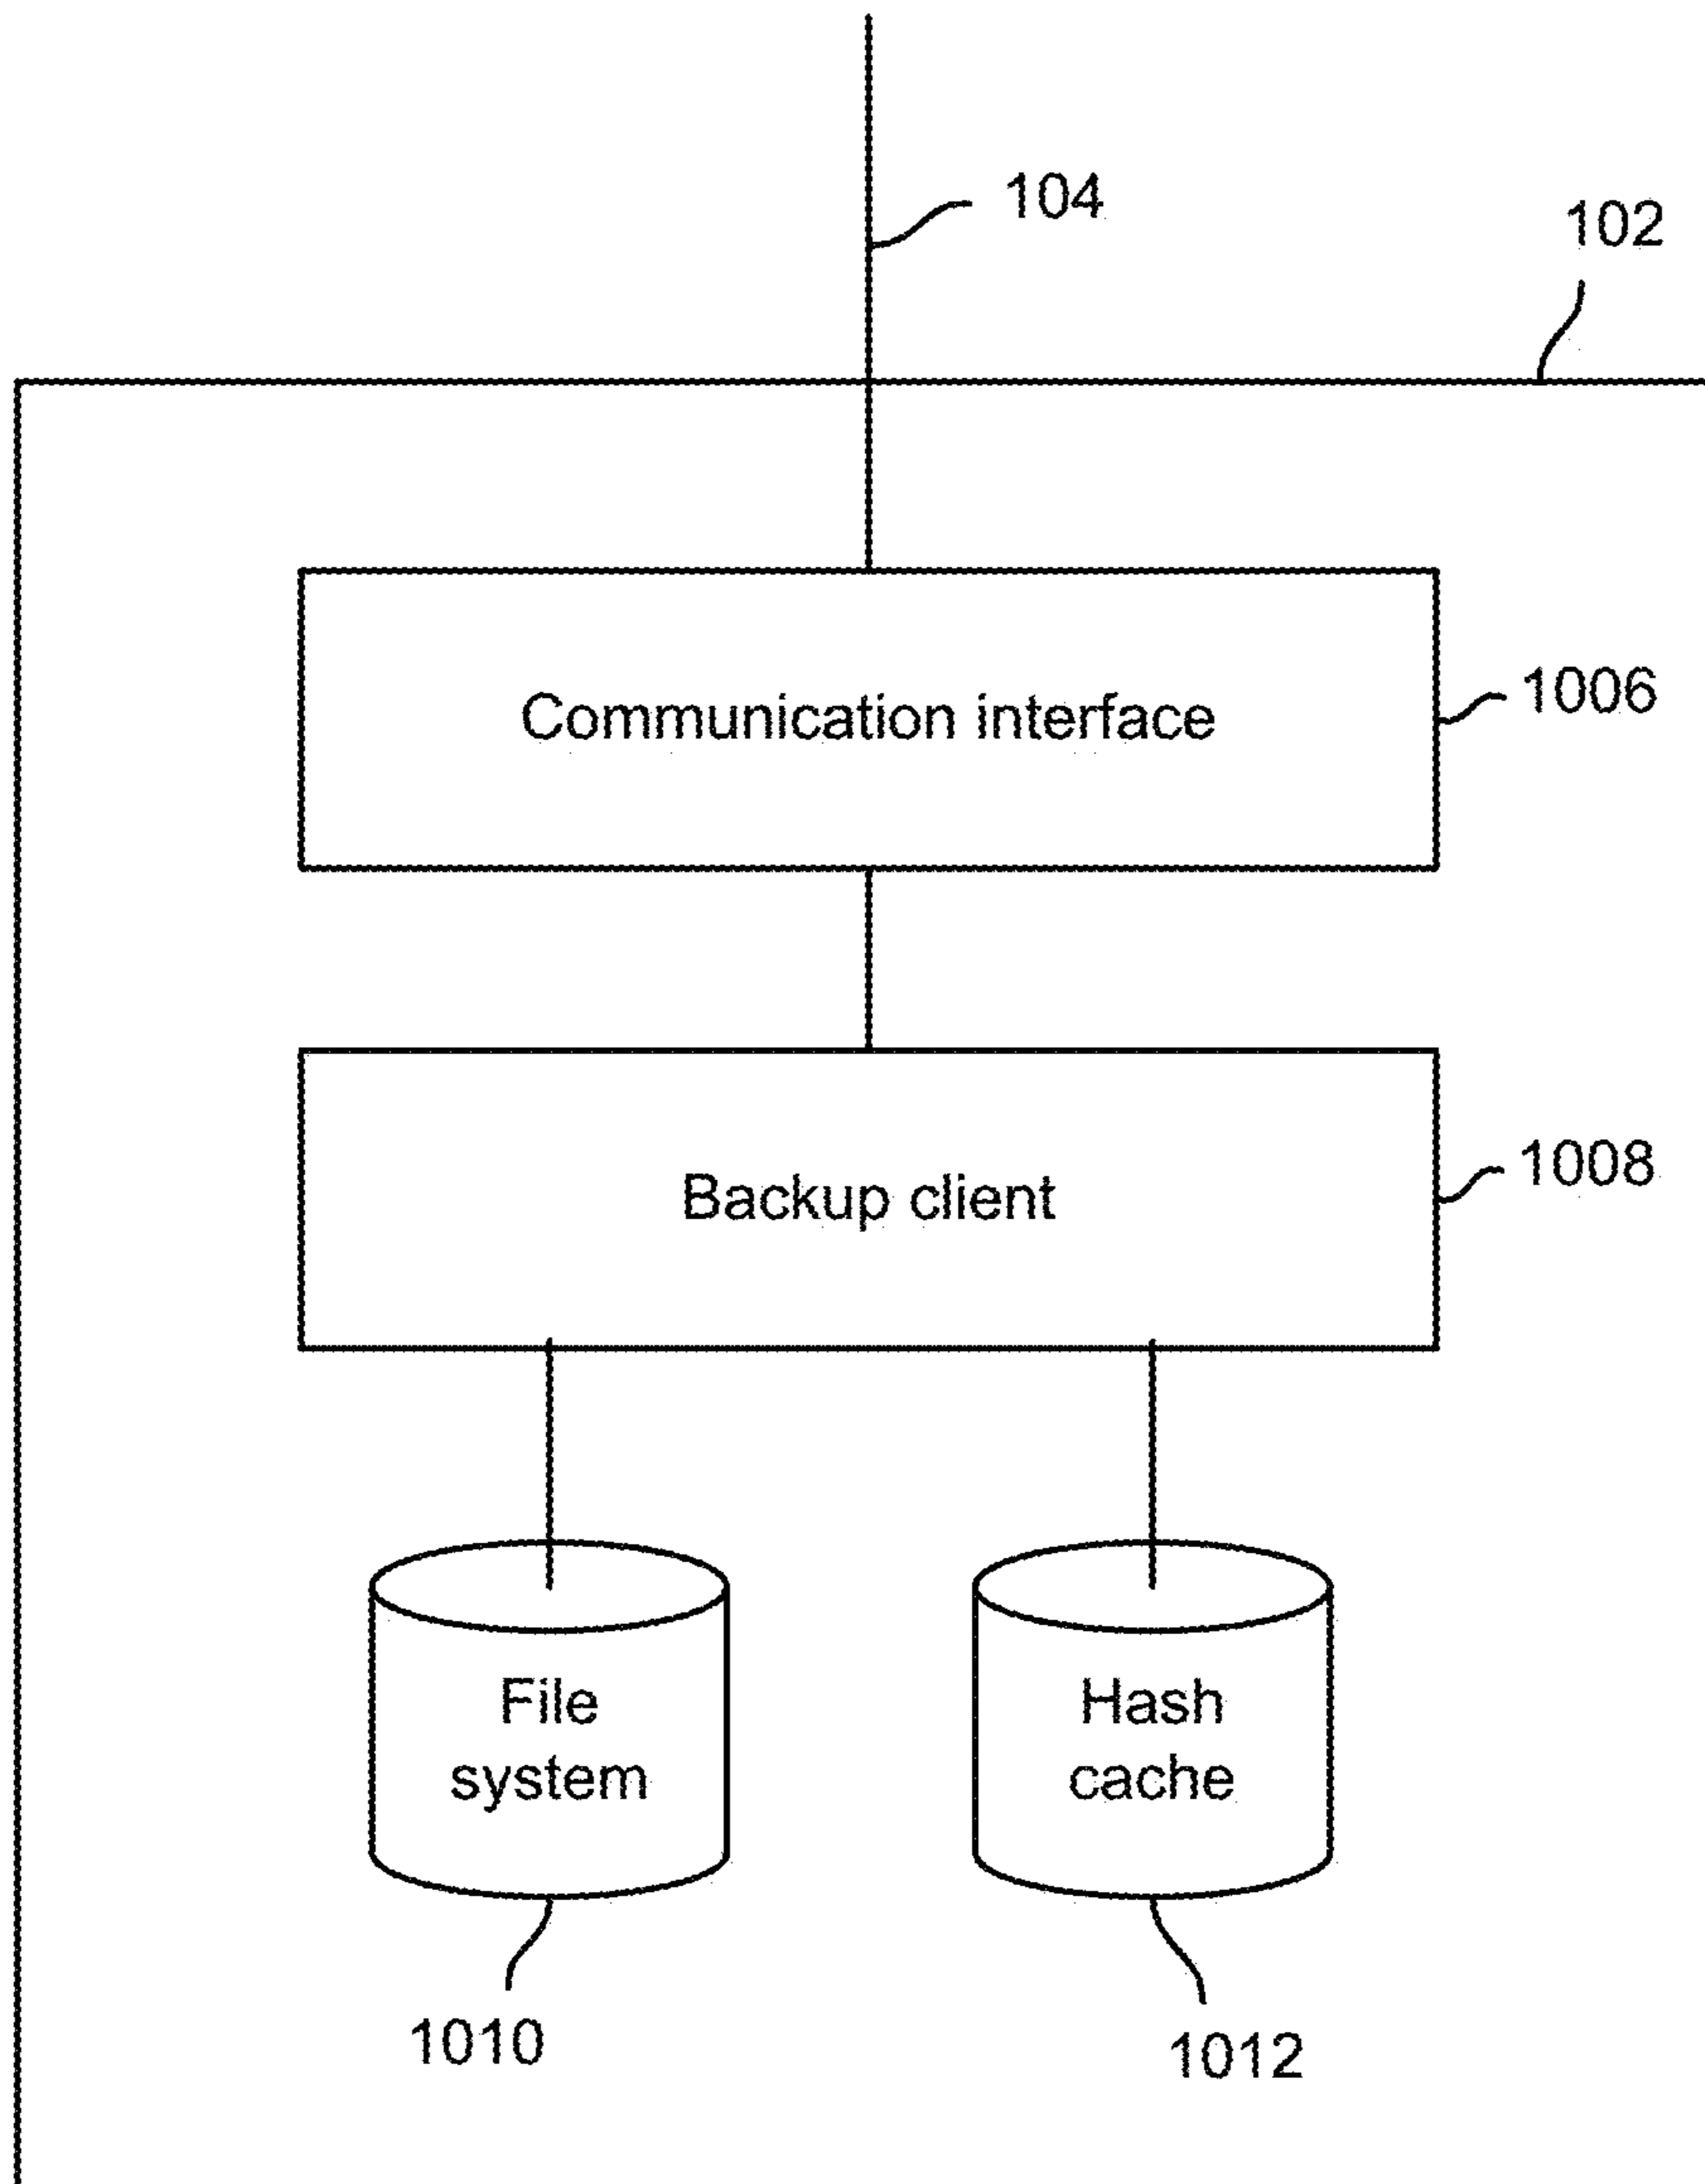 104
102
Communication interface
1006
Backup client
1008
File
system
Hash
cache
1010
1012